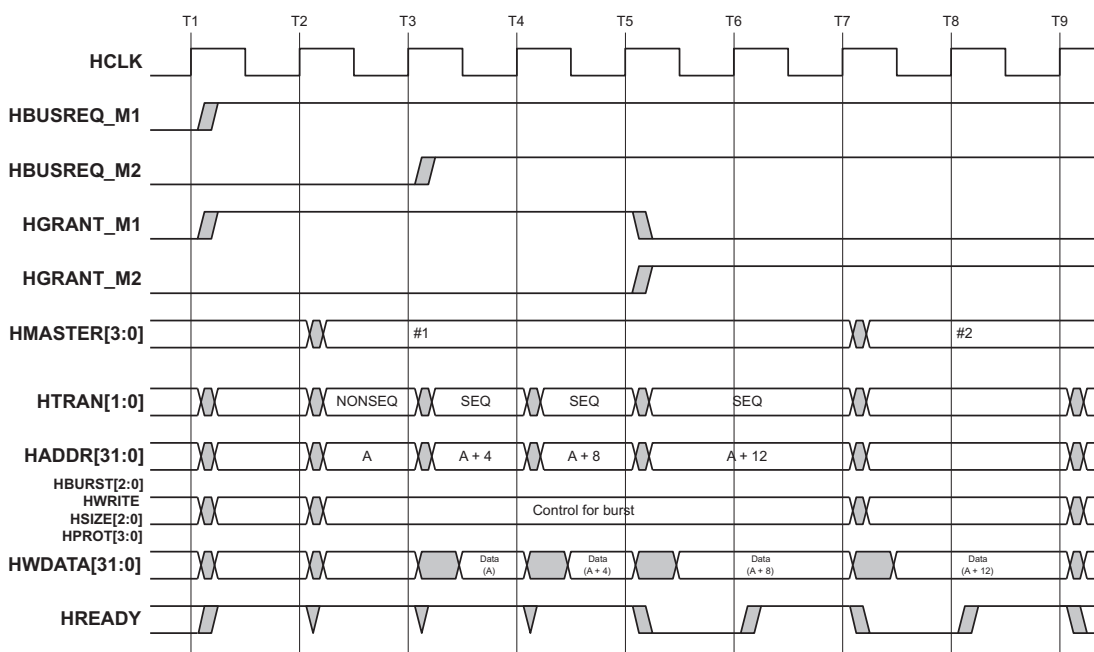 T1 T2 T3 T4 T5 T6 T7 T8 T9
HCLK
HBUSREQ_M1
HBUSREQ_M2
HGRANT_M1
HGRANT_M2
HMASTER[3:0] #1 #2
HTRAN[1:0] NONSEQ SEQ SEQ SEQ
HADDR[31:0] A A + 4 A + 8 A + 12
HBURST[2:0]
HWRITE
HSIZE[2:0]
HPROT[3:0]
Control for burst
HWDATA[31:0]
Data
(A)
Data
(A + 4)
Data
(A + 8)
Data
(A + 12)
HREADY